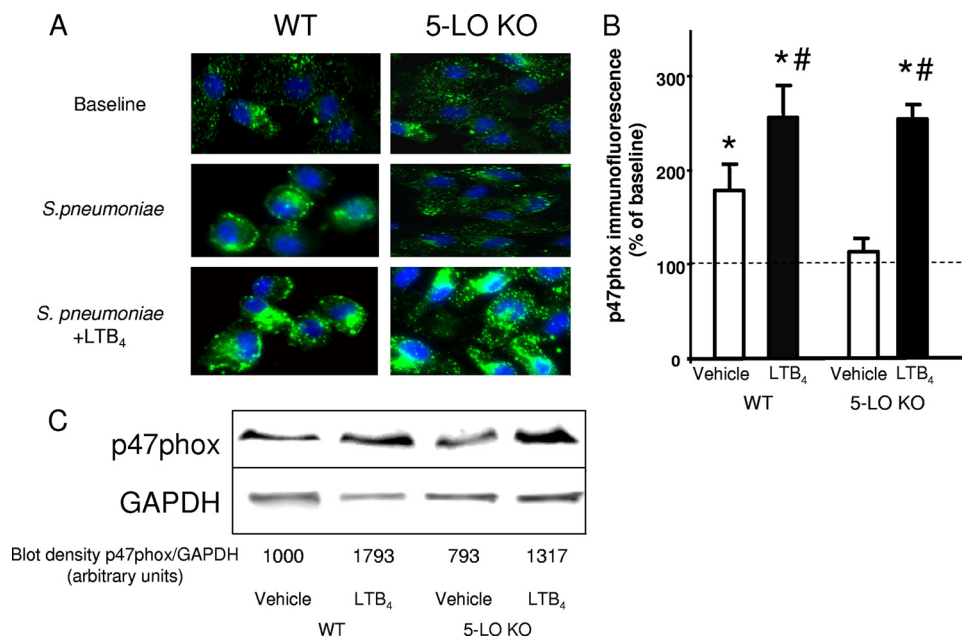 A
WT
5-LO KO
Baseline
S.pneumoniae
S. pneumoniae
+LTB4
B
p47phox immunofluorescence
(% of baseline)
300
200
100
0
*
*#
*#
Vehicle
LTB4
Vehicle
LTB4
WT
5-LO KO
C
p47phox
GAPDH
Blot density p47phox/GAPDH
(arbitrary units)
1000 1793 793 1317
Vehicle LTB4 Vehicle LTB4
WT 5-LO KO